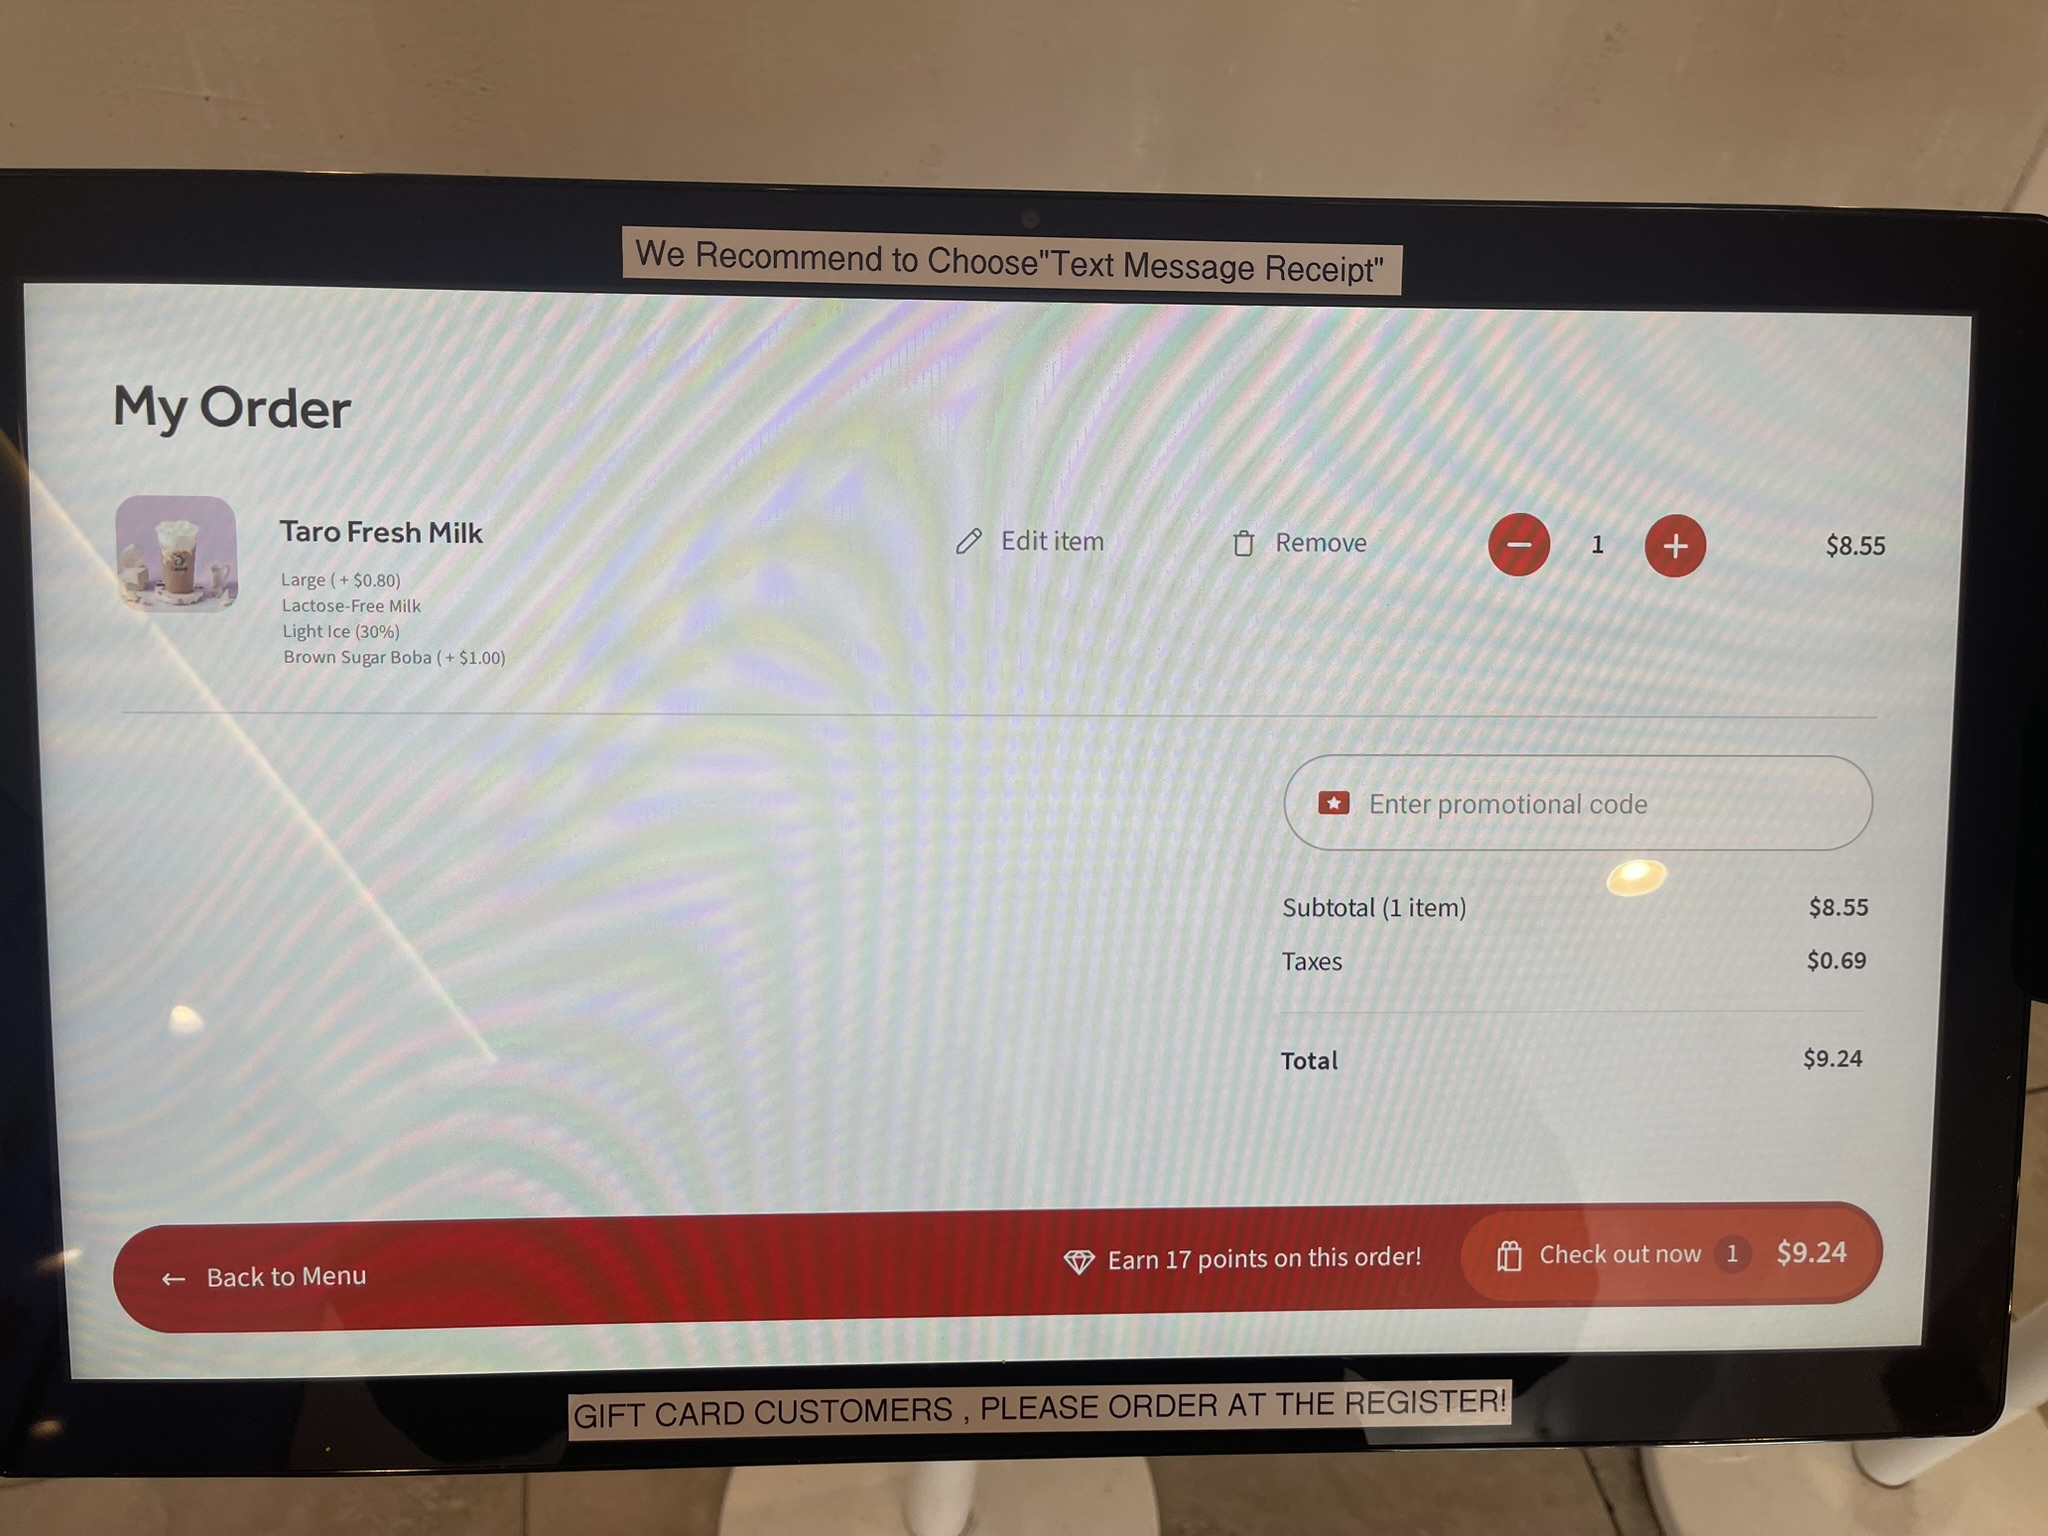 We Recommend to Choose"Text Message Receipt"
My Order
Taro Fresh Milk
Large ( + $0.80)
Lactose-Free Milk
Light Ice (30%)
Brown Sugar Boba ( + $1.00)
Edit item
Remove
1
$8.55
Enter promotional code
Subtotal (1 item) $8.55
Taxes $0.69
Total $9.24
← Back to Menu
Earn 17 points on this order!
Check out now 1 $9.24
GIFT CARD CUSTOMERS , PLEASE ORDER AT THE REGISTER!